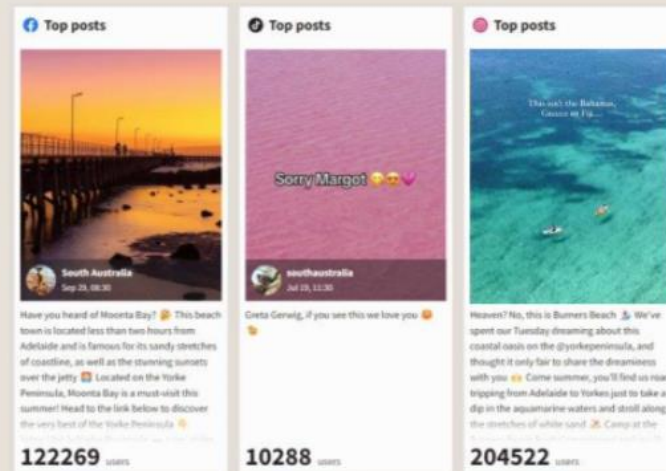 Top posts
South Australia
Sep 29, 08:30
Have you heard of Moonta Bay? 🤔 This beach
town is located less than two hours from
Adelaide and is famous for its sandy stretches
of coastline, as well as the stunning sunsets
over the jetty 🌅 Located on the Yorke
Peninsula, Moonta Bay is a must-visit this
summer! Head to the link below to discover
the very best of the Yorke Peninsula
122269 users
Top posts
Sorry Margot
southaustralia
Jul 19, 11:30
Greta Gerwig, if you see this we love you
10288 users
Top posts
This isn't the Bahamas,
Greece or Fiji...
Heaven? No, this is Burners Beach We've
spent our Tuesday dreaming about this
coastal oasis on the @yorkepeninsula, and
thought it only fair to share the dreaminess
with you Come summer, you'll find us roa
tripping from Adelaide to Yorkes just to take a
dip in the aquamarine waters and stroll along
the stretches of white sand Camp at the
204522 users